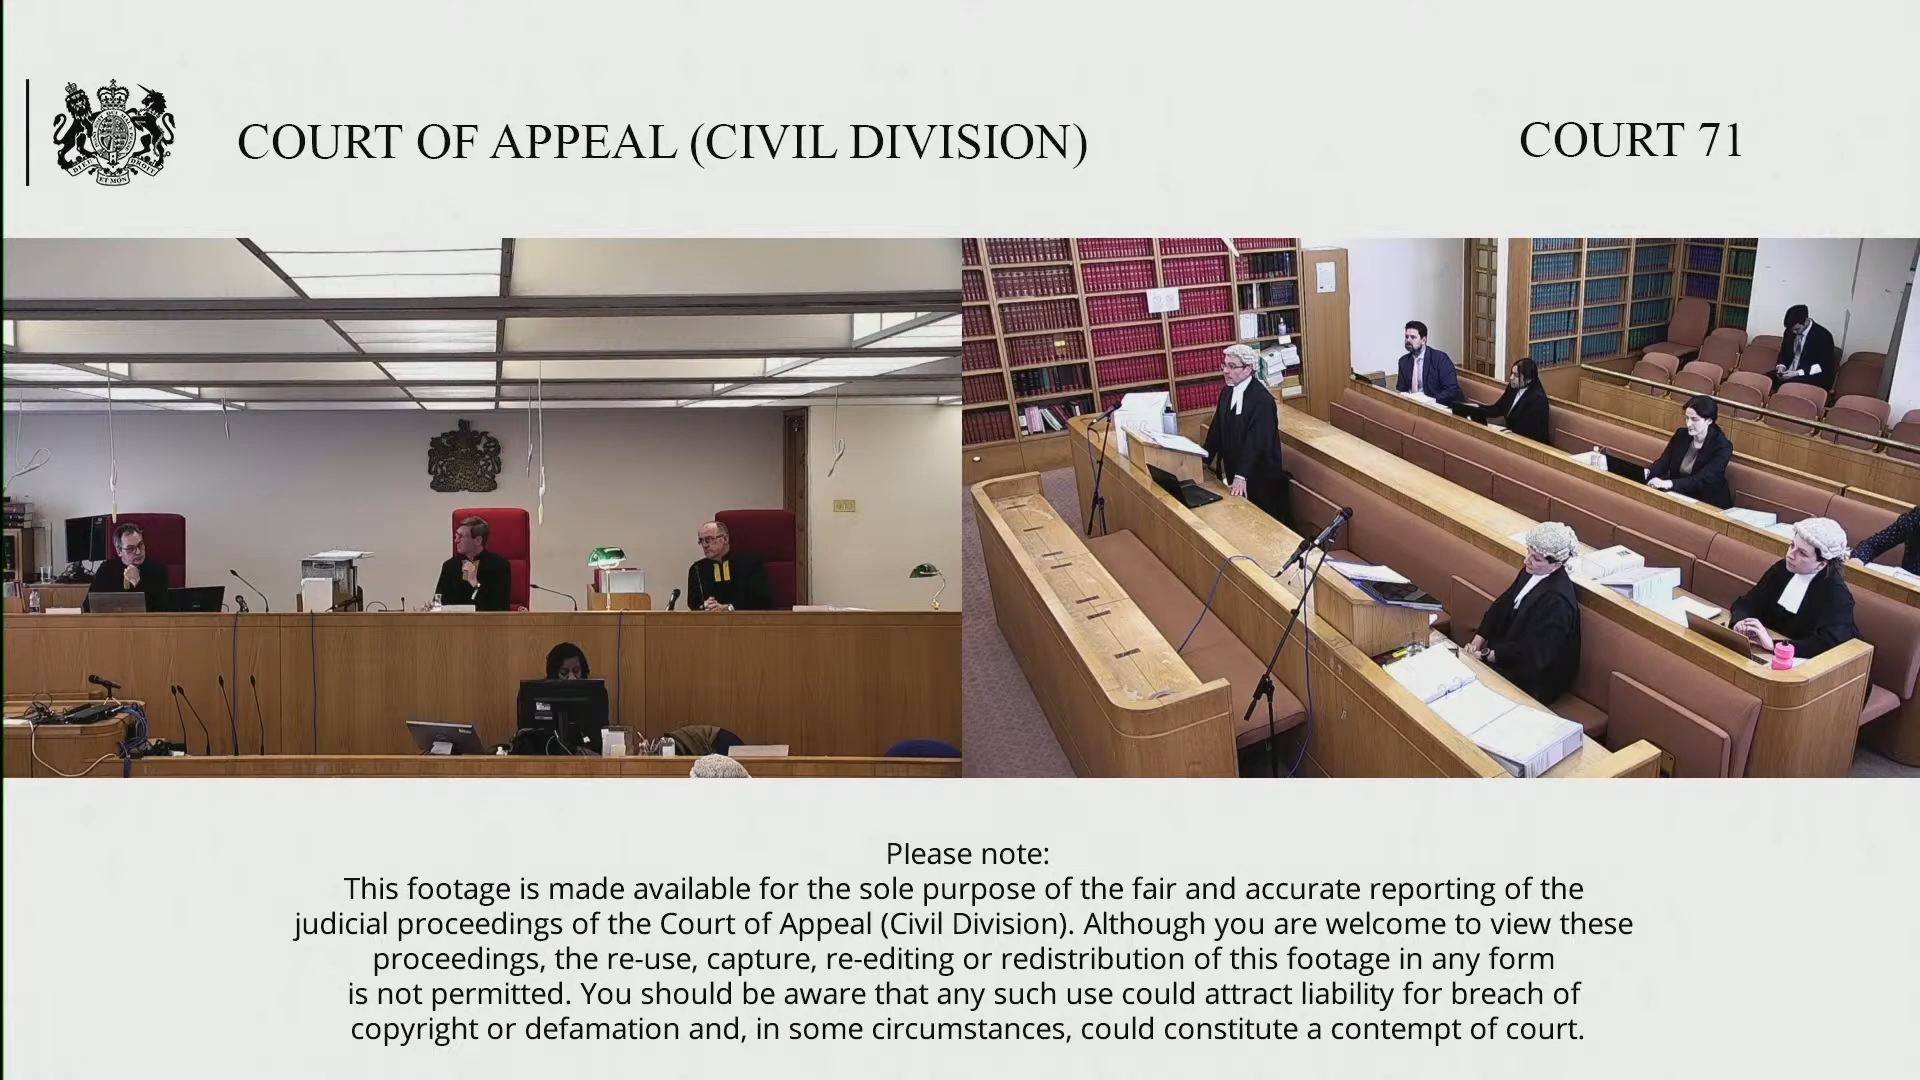 COURT OF APPEAL (CIVIL DIVISION)
COURT 71
DIEU
ET MON
DROIT
Please note:
This footage is made available for the sole purpose of the fair and accurate reporting of the
judicial proceedings of the Court of Appeal (Civil Division). Although you are welcome to view these
proceedings, the re-use, capture, re-editing or redistribution of this footage in any form
is not permitted. You should be aware that any such use could attract liability for breach of
copyright or defamation and, in some circumstances, could constitute a contempt of court.